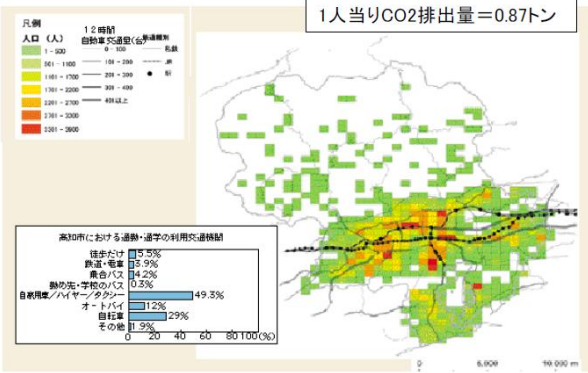 1人当りCO2排出量＝0.87トン
凡例
人口（人）
1 - 500
501 - 1100
1101 - 1700
1701 - 2200
2201 - 2700
2701 - 3300
3301 - 3900
12時間
自動車交通量(台)
0 - 100
101 - 200
201 - 300
301 - 400
401以上
鉄道種別
私鉄
JR
駅
高知市における通勤・通学の利用交通機関
徒歩だけ 5.5%
鉄道・電車 3.9%
乗合バス 4.2%
勤め先・学校のバス 0.3%
自家用車/ハイヤー/タクシー 49.3%
オートバイ 12%
自転車 29%
その他 1.9%
0 20 40 60 80 100(%)
0 5,000 10,000 m